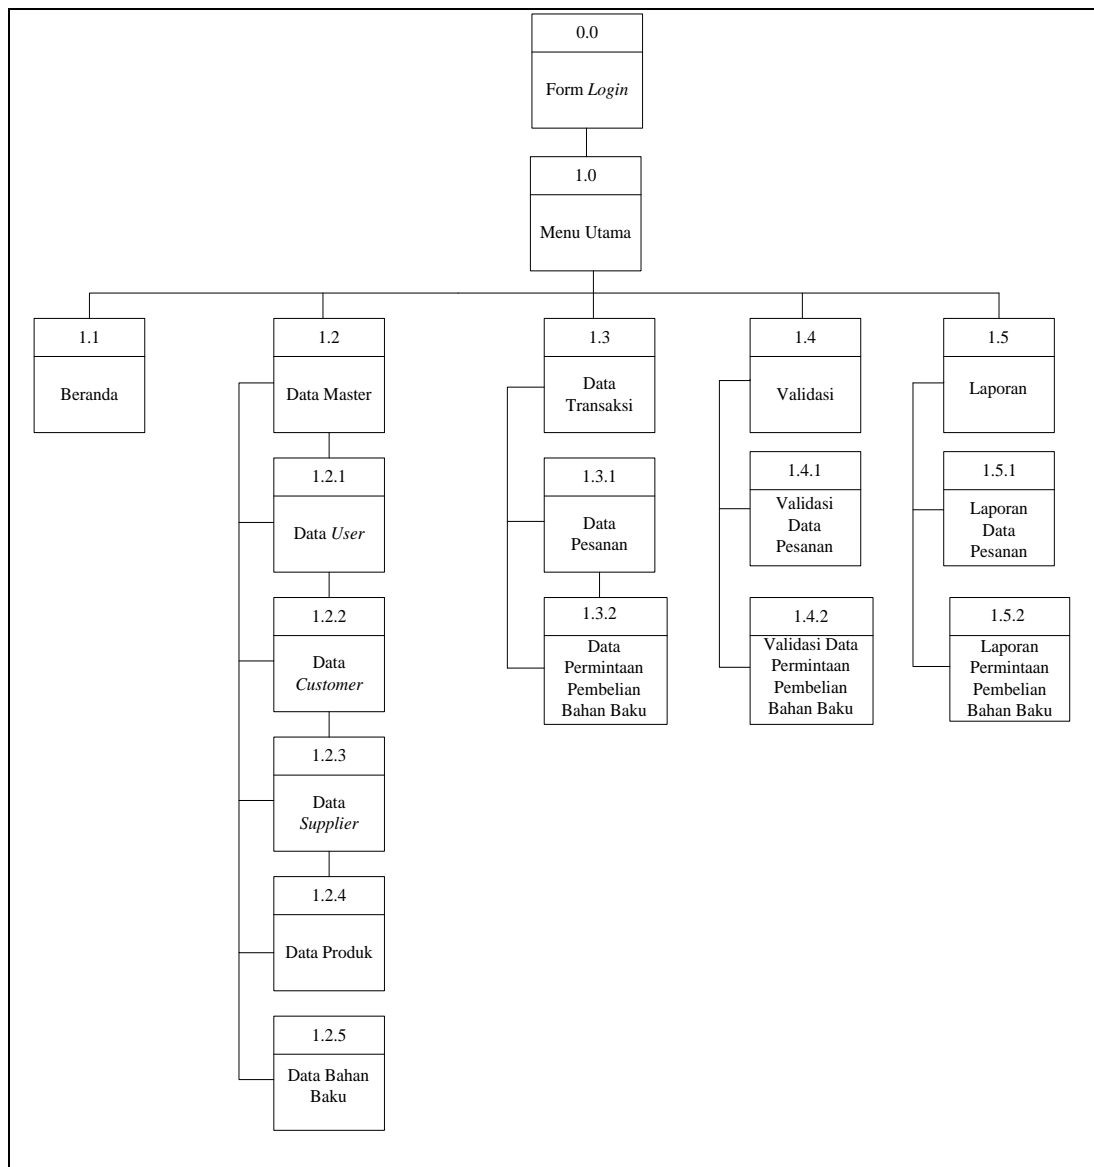 0.0
Form Login
1.0
Menu Utama
1.1
Beranda
1.2
Data Master
1.2.1
Data User
1.2.2
Data
Customer
1.2.3
Data
Supplier
1.2.4
Data Produk
1.2.5
Data Bahan
Baku
1.3
Data
Transaksi
1.3.1
Data
Pesanan
1.3.2
Data
Permintaan
Pembelian
Bahan Baku
1.4
Validasi
1.4.1
Validasi
Data
Pesanan
1.4.2
Validasi Data
Permintaan
Pembelian
Bahan Baku
1.5
Laporan
1.5.1
Laporan
Data
Pesanan
1.5.2
Laporan
Permintaan
Pembelian
Bahan Baku